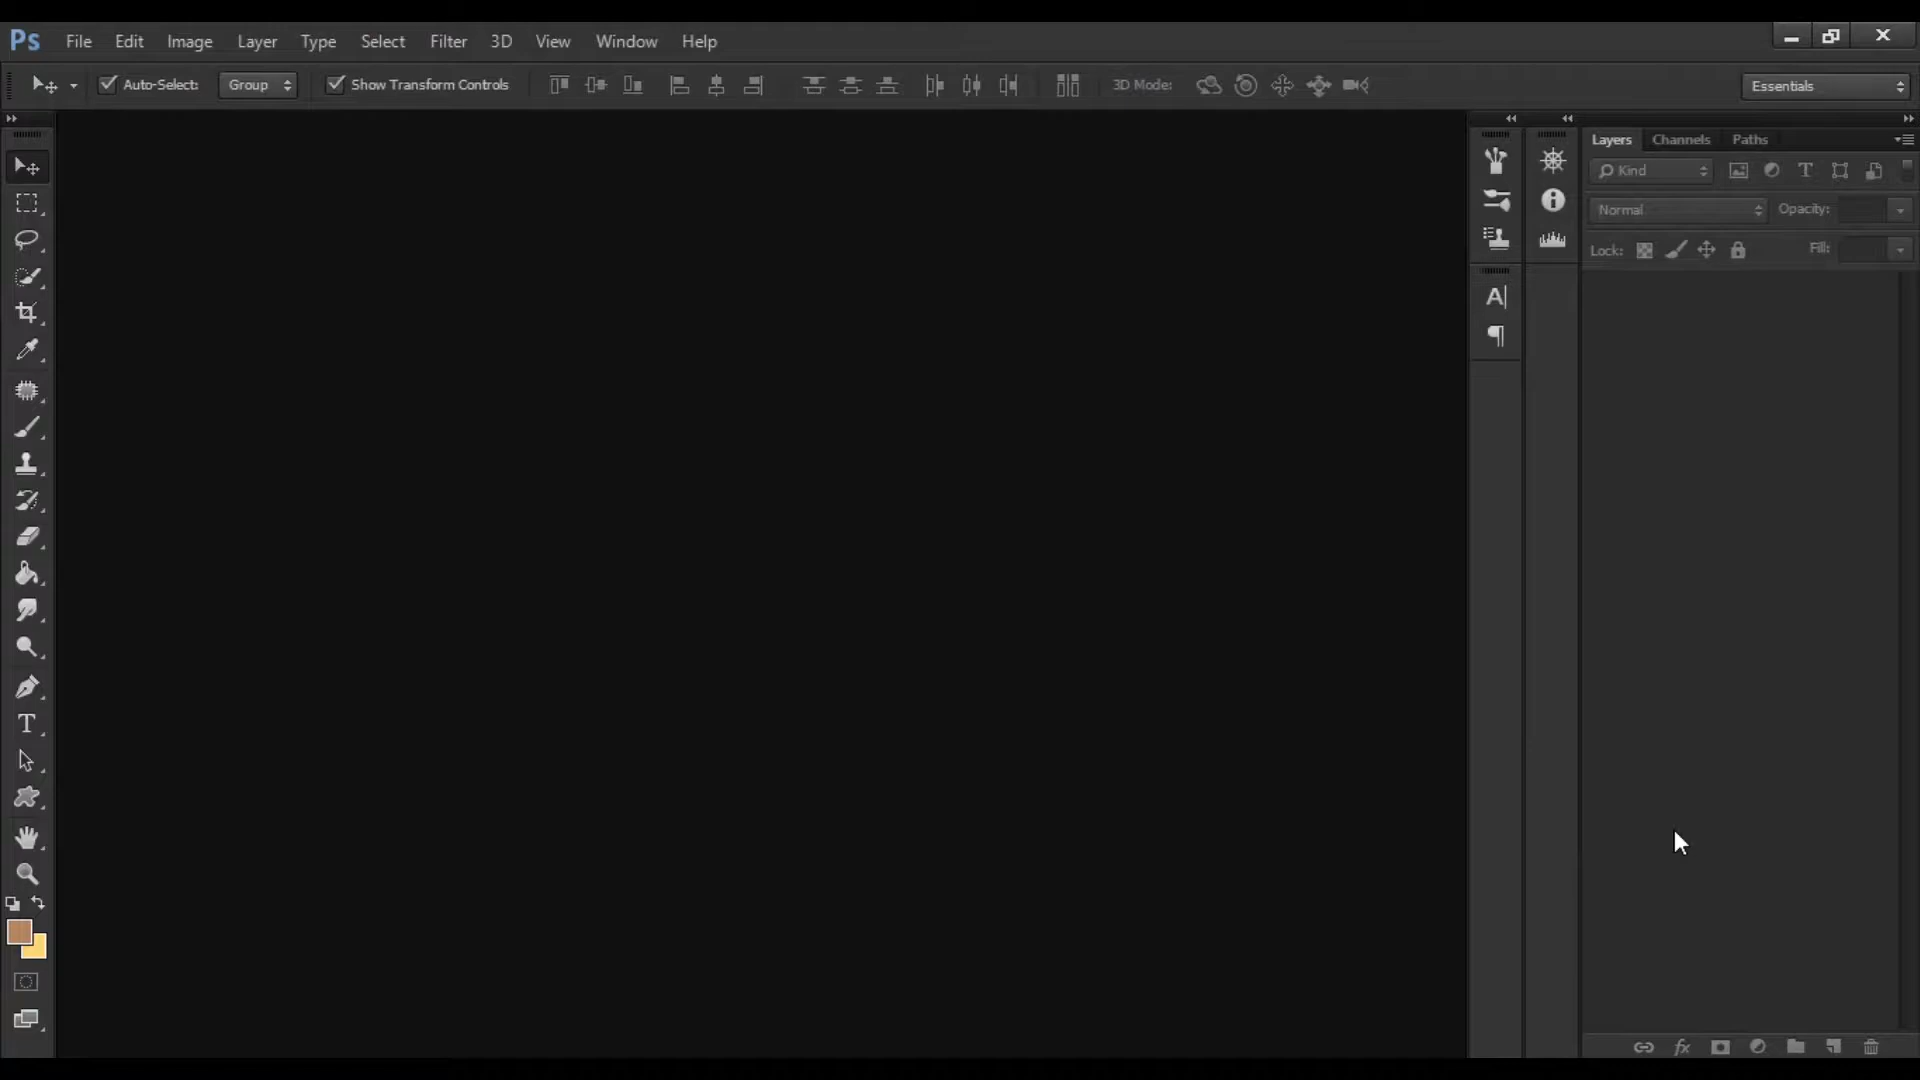 Ps File Edit Image Layer Type Select Filter 3D View Window Help
Auto-Select: Group Show Transform Controls 3D Mode: Essentials
Layers Channels Paths
Kind
Normal Opacity:
Lock: Fill: